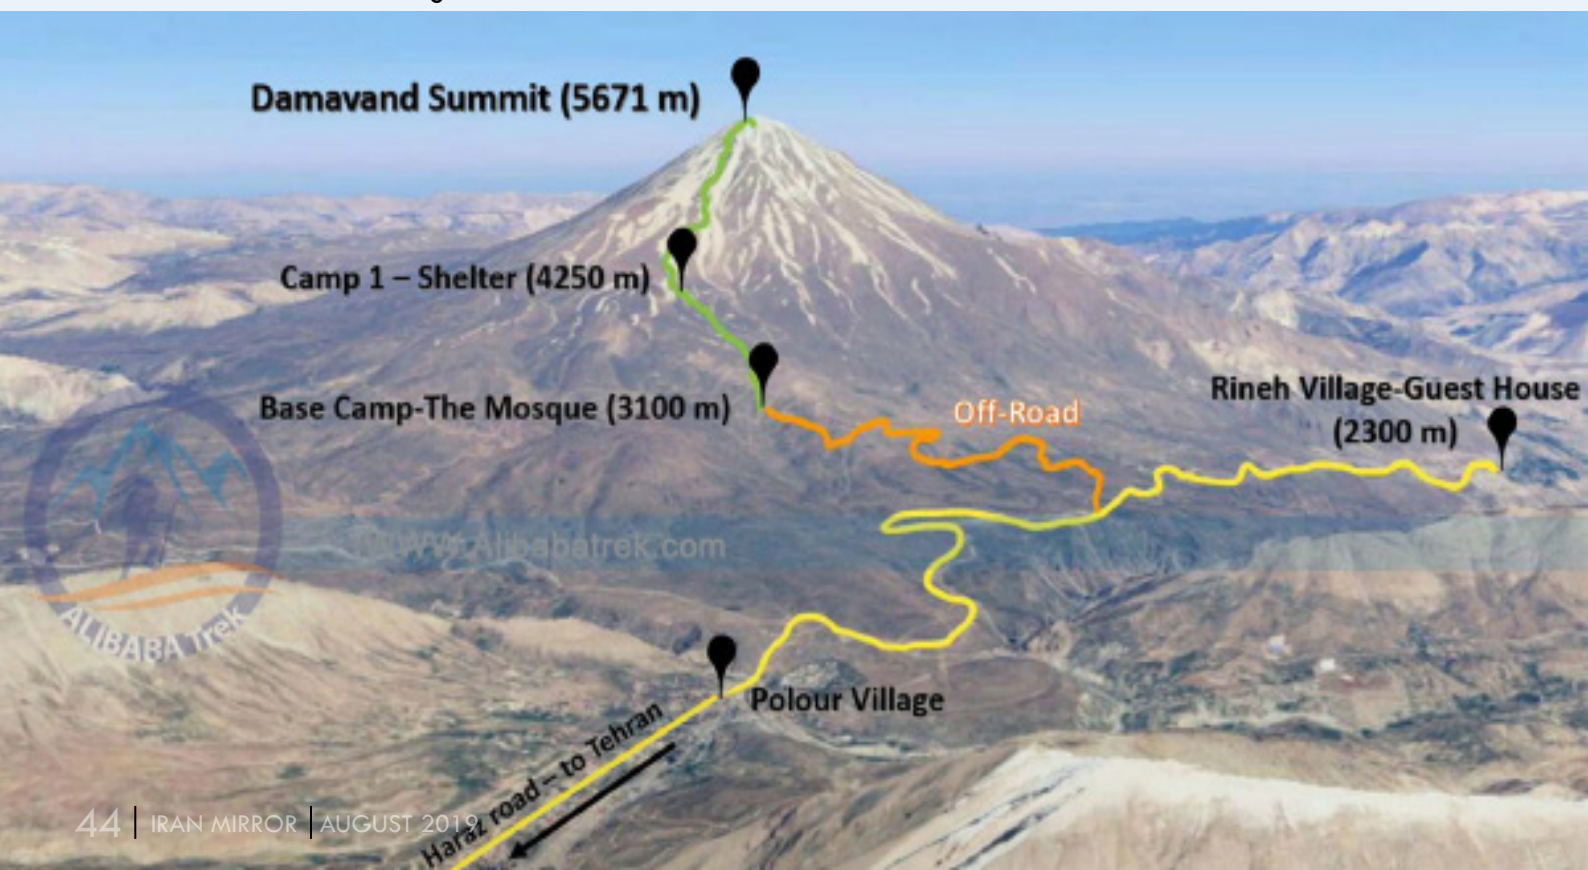 Damavand Summit (5671 m)
Camp 1 – Shelter (4250 m)
Base Camp-The Mosque (3100 m)
Off-Road
Rineh Village-Guest House
(2300 m)
WWW.Alibabatrek.com
ALIBABA Trek
Polour Village
Haraz road – to Tehran
44 | IRAN MIRROR | AUGUST 2019